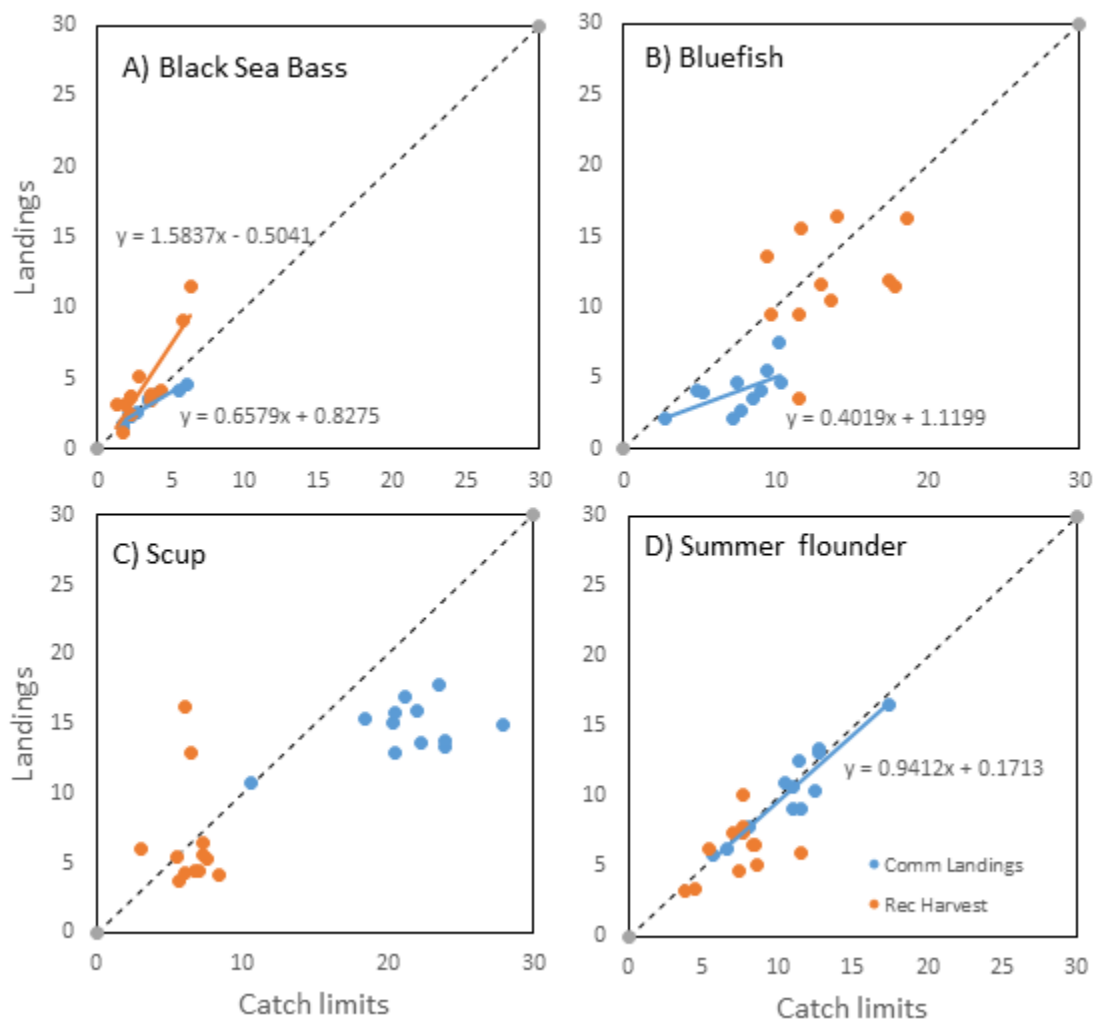 A) Black Sea Bass
Landings
30
25
20
15
10
5
0
y = 1.5837x - 0.5041
y = 0.6579x + 0.8275
0 5 10 15 20 25 30
B) Bluefish
30
25
20
15
10
5
0
y = 0.4019x + 1.1199
0 10 20 30
C) Scup
Landings
30
25
20
15
10
5
0
0 10 20 30
Catch limits
D) Summer flounder
30
25
20
15
10
5
0
y = 0.9412x + 0.1713
Comm Landings
Rec Harvest
0 5 10 15 20 25 30
Catch limits